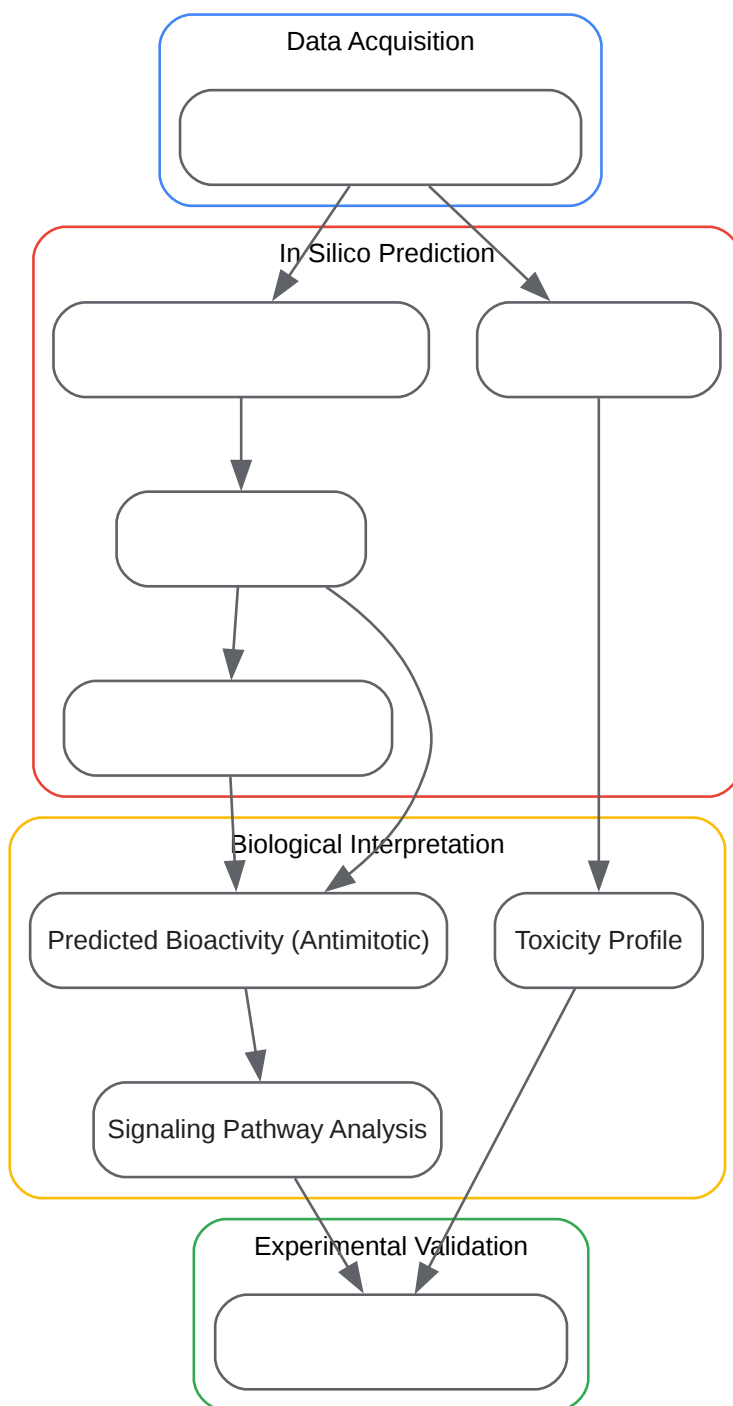 Data Acquisition
In Silico Prediction
Biological Interpretation
Predicted Bioactivity (Antimitotic)
Toxicity Profile
Signaling Pathway Analysis
Experimental Validation